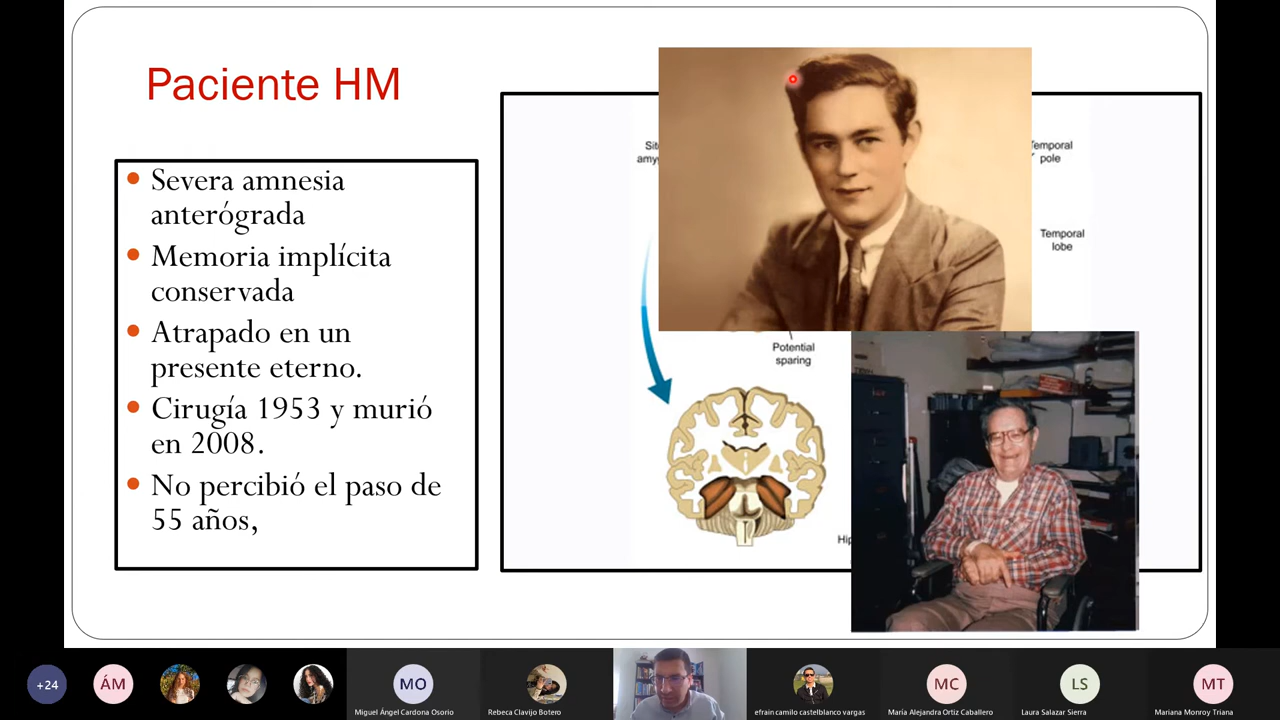 Paciente HM
Severa amnesia
anterógrada
Memoria implícita
conservada
Atrapado en un
presente eterno.
Cirugía 1953 y murió
en 2008.
No percibió el paso de
55 años,
Temporal
pole
Temporal
lobe
Potential
sparing
+24
ÁM
MO
MC
LS
MT
Miguel Ángel Cardona Osorio
Rebeca Clavijo Botero
efrain camilo castelblanco vargas
María Alejandra Ortiz Caballero
Laura Salazar Sierra
Mariana Monroy Triana